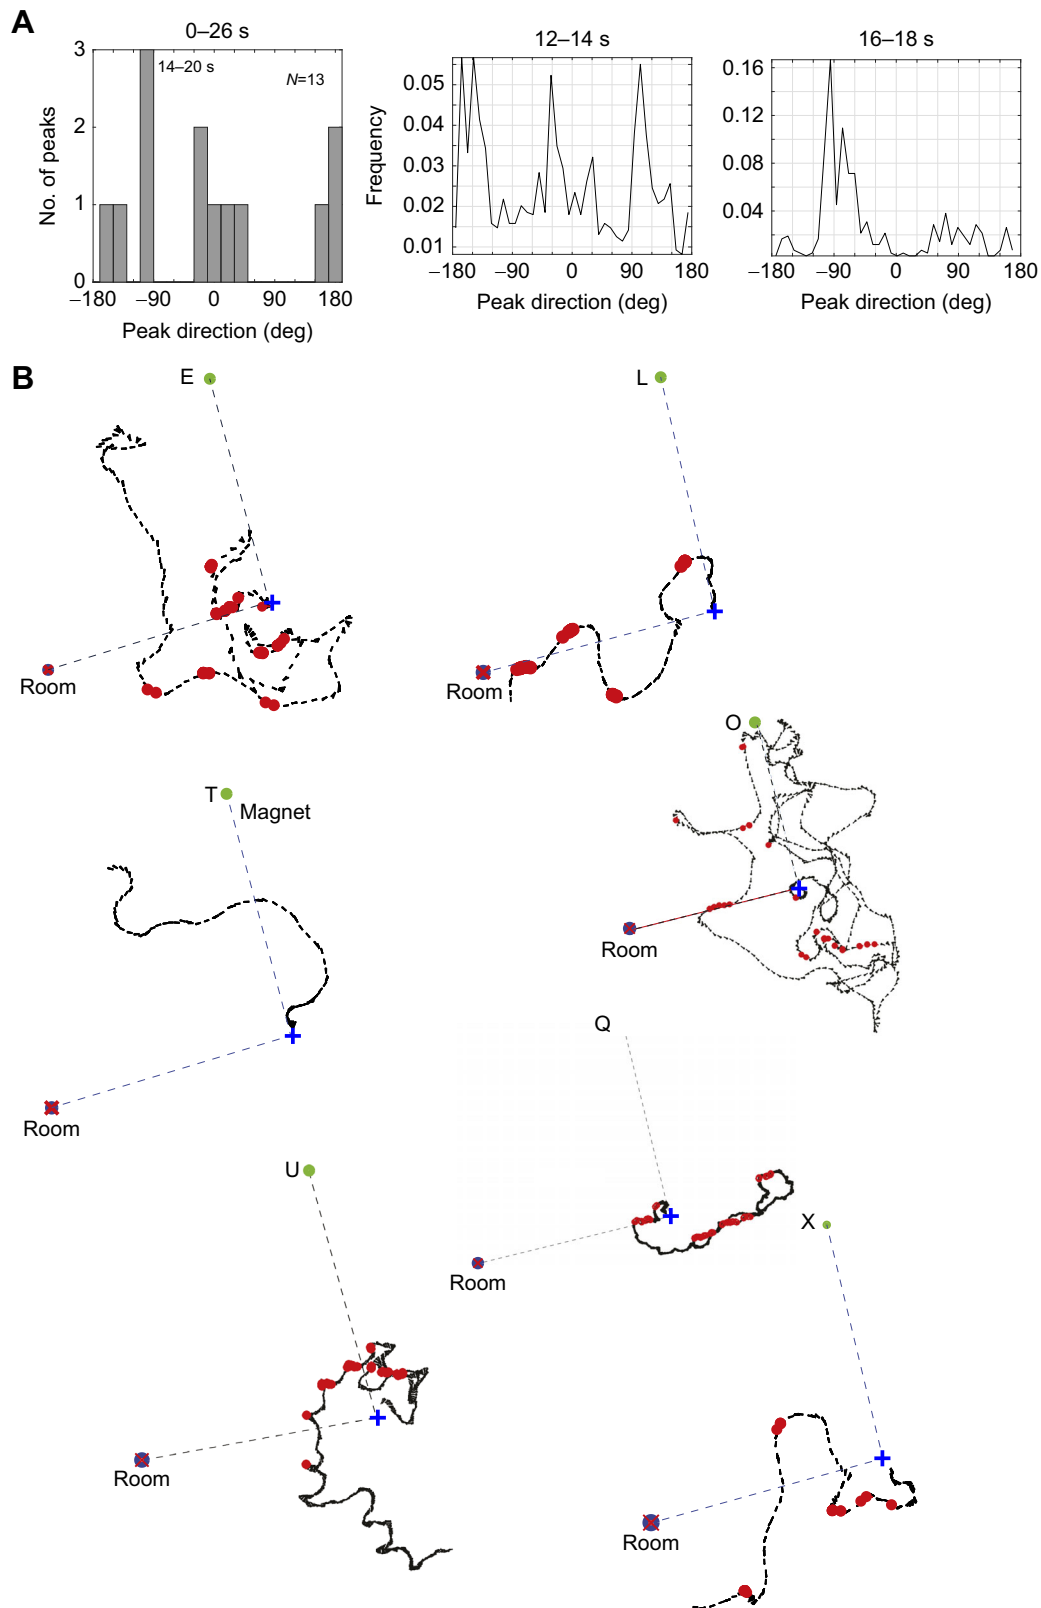 A
0–26 s
12–14 s
16–18 s
3
2
1
0
No. of peaks
14–20 s
N=13
–180
–90
0
90
180
Peak direction (deg)
0.05
0.04
0.03
0.02
0.01
Frequency
–180
–90
0
90
180
Peak direction (deg)
0.16
0.12
0.08
0.04
–180
–90
0
90
180
Peak direction (deg)
B
E
Room
L
Room
O
Room
T
Magnet
Room
Q
Room
U
Room
X
Room